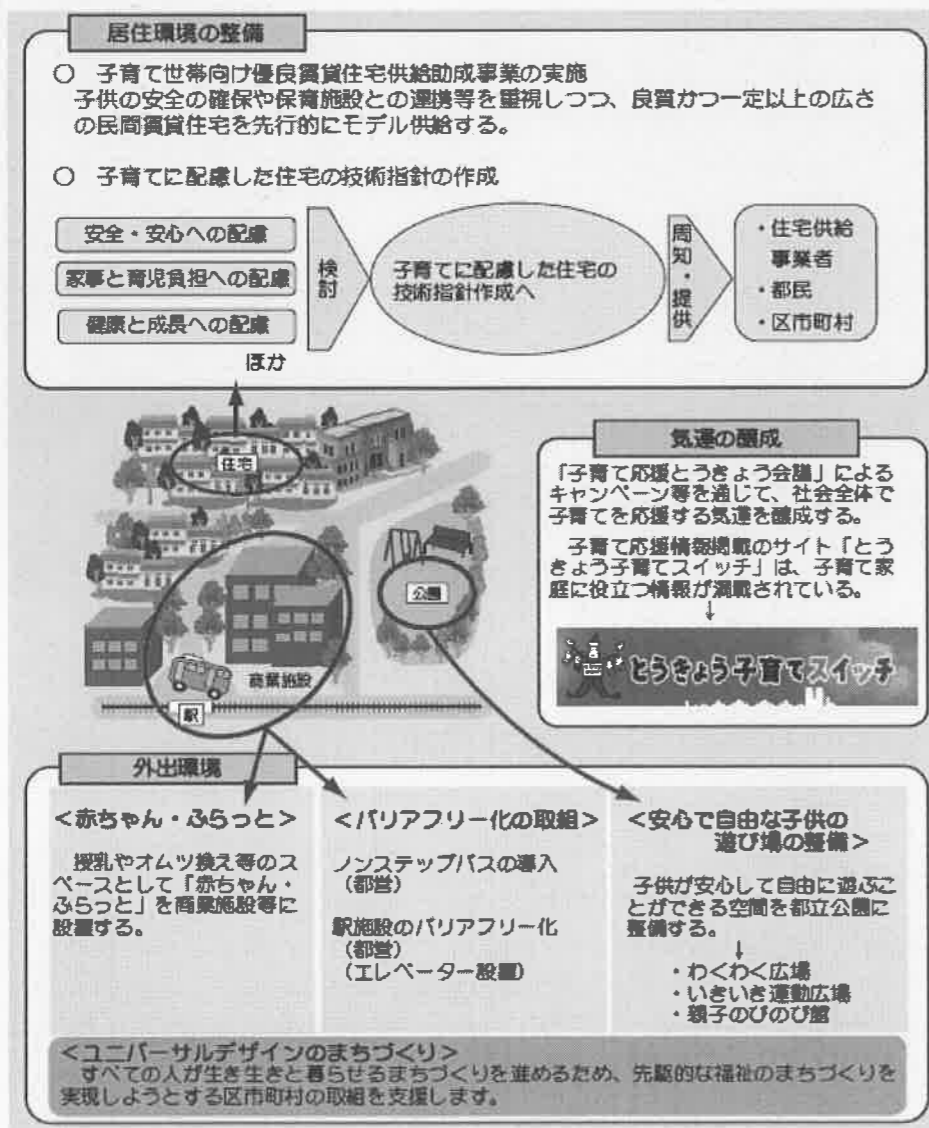 居住環境の整備
○ 子育て世帯向け優良賃貸住宅供給助成事業の実施
子供の安全の確保や保育施設との連携等を重視しつつ、良質かつ一定以上の広さ
の民間賃貸住宅を先行的にモデル供給する。
○ 子育てに配慮した住宅の技術指針の作成
安全・安心への配慮
家事と育児負担への配慮
健康と成長への配慮
ほか
検討
子育てに配慮した住宅の
技術指針作成へ
周知・提供
・住宅供給
事業者
・都民
・区市町村
住宅
公園
商業施設
駅
気運の醸成
「子育て応援とうきょう会議」による
キャンペーン等を通じて、社会全体で
子育てを応援する気運を醸成する。
子育て応援情報掲載のサイト「とう
きょう子育てスイッチ」は、子育て家
庭に役立つ情報が満載されている。
↓
とうきょう子育てスイッチ
外出環境
<赤ちゃん・ふらっと>
授乳やオムツ換え等のス
ペースとして「赤ちゃん・
ふらっと」を商業施設等に
設置する。
<バリアフリー化の取組>
ノンステップバスの導入
(都営)
駅施設のバリアフリー化
(都営)
(エレベーター設置)
<安心で自由な子供の
遊び場の整備>
子供が安心して自由に遊ぶこ
とができる空間を都立公園に
整備する。
↓
・わくわく広場
・いきいき運動広場
・親子のびのび館
<ユニバーサルデザインのまちづくり>
すべての人が生き生きと暮らせるまちづくりを進めるため、先駆的な福祉のまちづくりを
実現しようとする区市町村の取組を支援します。